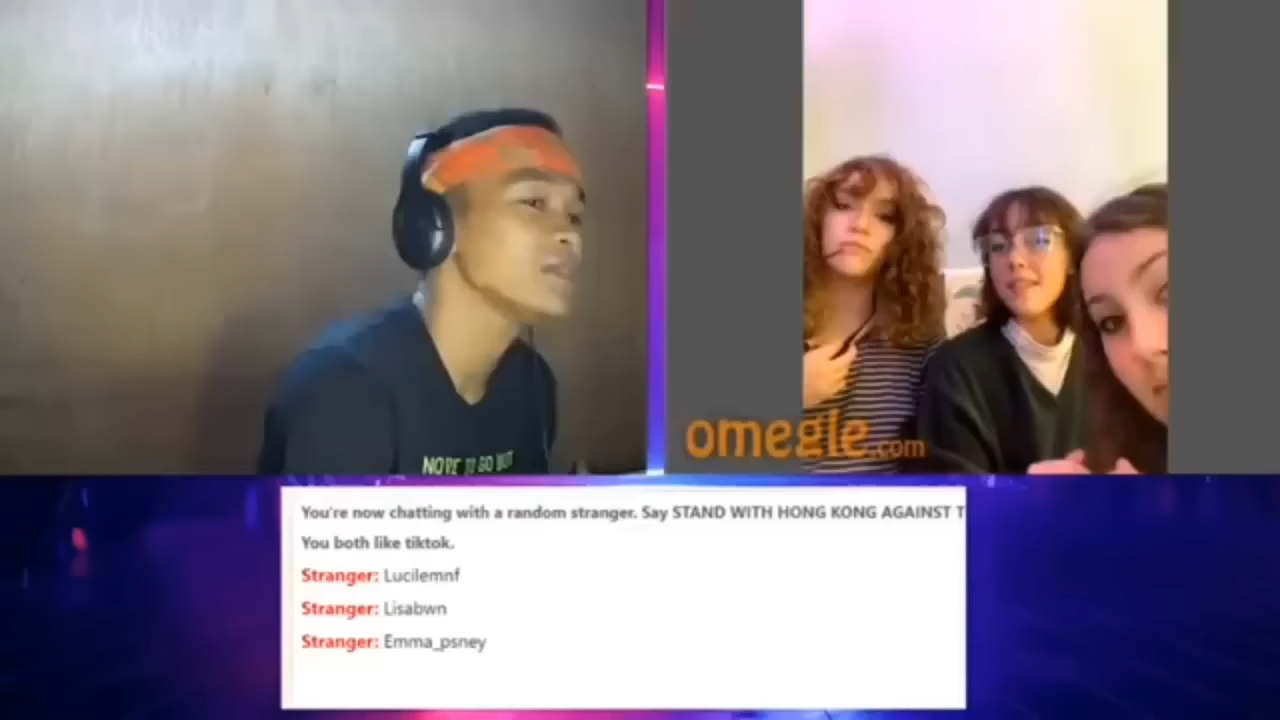 NOPE TO GO OUT
omegle.com
You're now chatting with a random stranger. Say STAND WITH HONG KONG AGAINST T
You both like tiktok.
Stranger: Lucilemnf
Stranger: Lisabwn
Stranger: Emma_psney